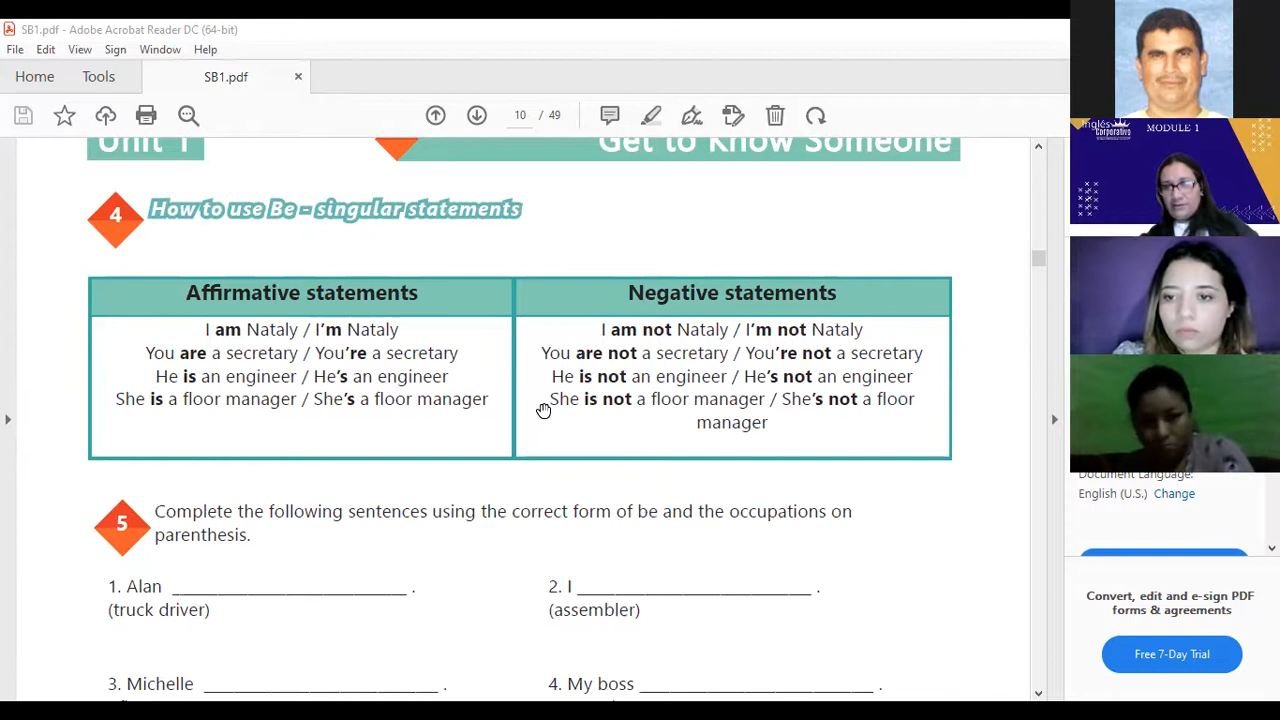 SB1.pdf - Adobe Acrobat Reader DC (64-bit)
File Edit View Sign Window Help
Home Tools SB1.pdf ×
10 / 49
Unit 1 Get to Know Someone
4 How to use Be - singular statements
Affirmative statements
I am Nataly / I'm Nataly
You are a secretary / You're a secretary
He is an engineer / He's an engineer
She is a floor manager / She's a floor manager
Negative statements
I am not Nataly / I'm not Nataly
You are not a secretary / You're not a secretary
He is not an engineer / He's not an engineer
She is not a floor manager / She's not a floor
manager
5 Complete the following sentences using the correct form of be and the occupations on
parenthesis.
1. Alan ________________________ .
(truck driver)
2. I ________________________ .
(assembler)
3. Michelle ________________________ .
4. My boss ________________________ .
Inglés
Corporativo
MODULE 1
Document Language:
English (U.S.) Change
Convert, edit and e-sign PDF
forms & agreements
Free 7-Day Trial